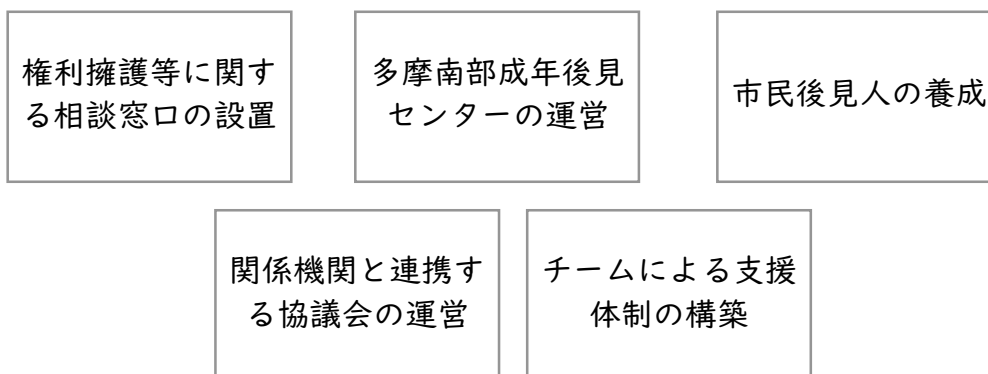 権利擁護等に関す
る相談窓口の設置
多摩南部成年後見
センターの運営
市民後見人の養成
関係機関と連携す
る協議会の運営
チームによる支援
体制の構築